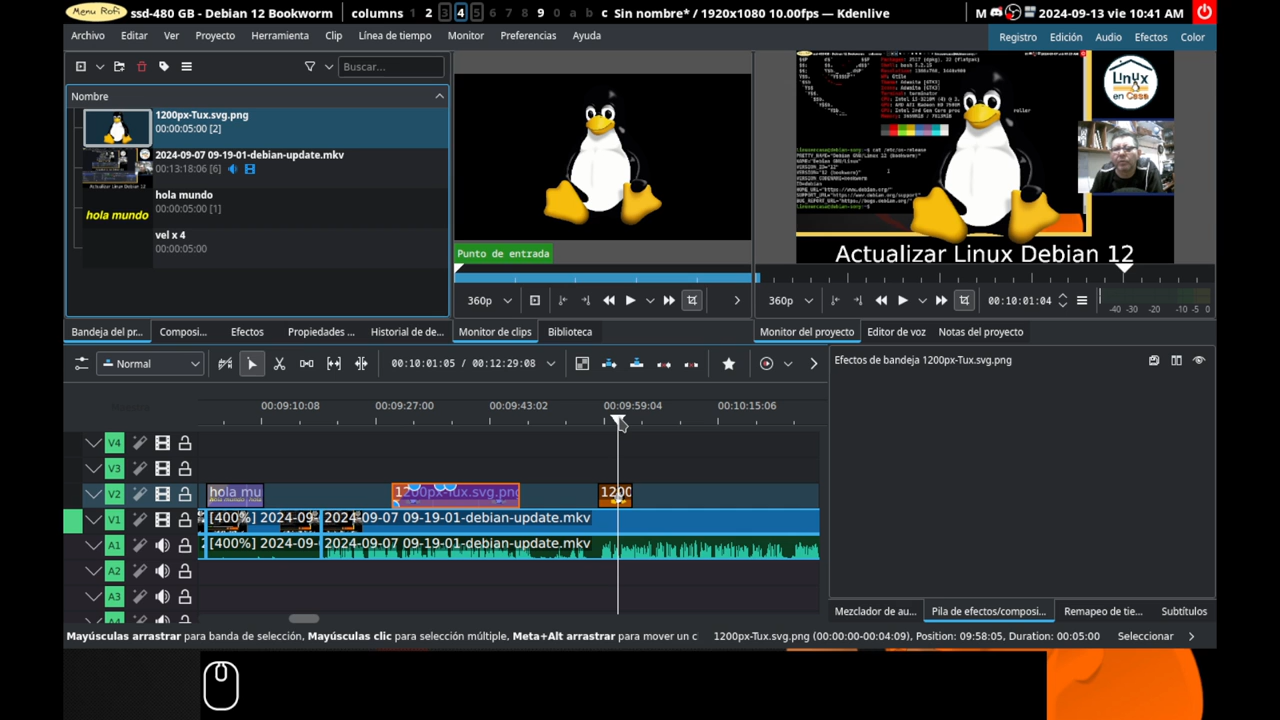 Menu Rofi ssd-480 GB - Debian 12 Bookworm columns 1 2 3 4 5 6 7 8 9 0 a b c Sin nombre* / 1920x1080 10.00fps — Kdenlive M 2024-09-13 vie 10:41 AM
Archivo Editar Ver Proyecto Herramienta Clip Línea de tiempo Monitor Preferencias Ayuda Registro Edición Audio Efectos Color
Buscar...
Nombre
1200px-Tux.svg.png
00:00:05:00 [2]
2024-09-07 09-19-01-debian-update.mkv
00:13:18:06 [6]
hola mundo
00:00:05:00 [1]
hola mundo
vel x 4
00:00:05:00
Punto de entrada
Linux
en Casa
Actualizar Linux Debian 12
360p
360p 00:10:01:04 -40 -30 -20 -10 -5 0
Bandeja del pr... Composi... Efectos Propiedades ... Historial de de... Monitor de clips Biblioteca Monitor del proyecto Editor de voz Notas del proyecto
Normal 00:10:01:05 / 00:12:29:08
Efectos de bandeja 1200px-Tux.svg.png
00:09:10:08 00:09:27:00 00:09:43:02 00:09:59:04 00:10:15:06
V4
V3
V2 hola mu 1200px-Tux.svg.png 1200
V1 [400%] 2024-09- 2024-09-07 09-19-01-debian-update.mkv
A1 [400%] 2024-09- 2024-09-07 09-19-01-debian-update.mkv
A2
A3
Mezclador de au... Pila de efectos/composi... Remapeo de tie... Subtítulos
Mayúsculas arrastrar para banda de selección, Mayúsculas clic para selección múltiple, Meta+Alt arrastrar para mover un c 1200px-Tux.svg.png (00:00:00-00:04:09), Position: 09:58:05, Duration: 00:05:00 Seleccionar